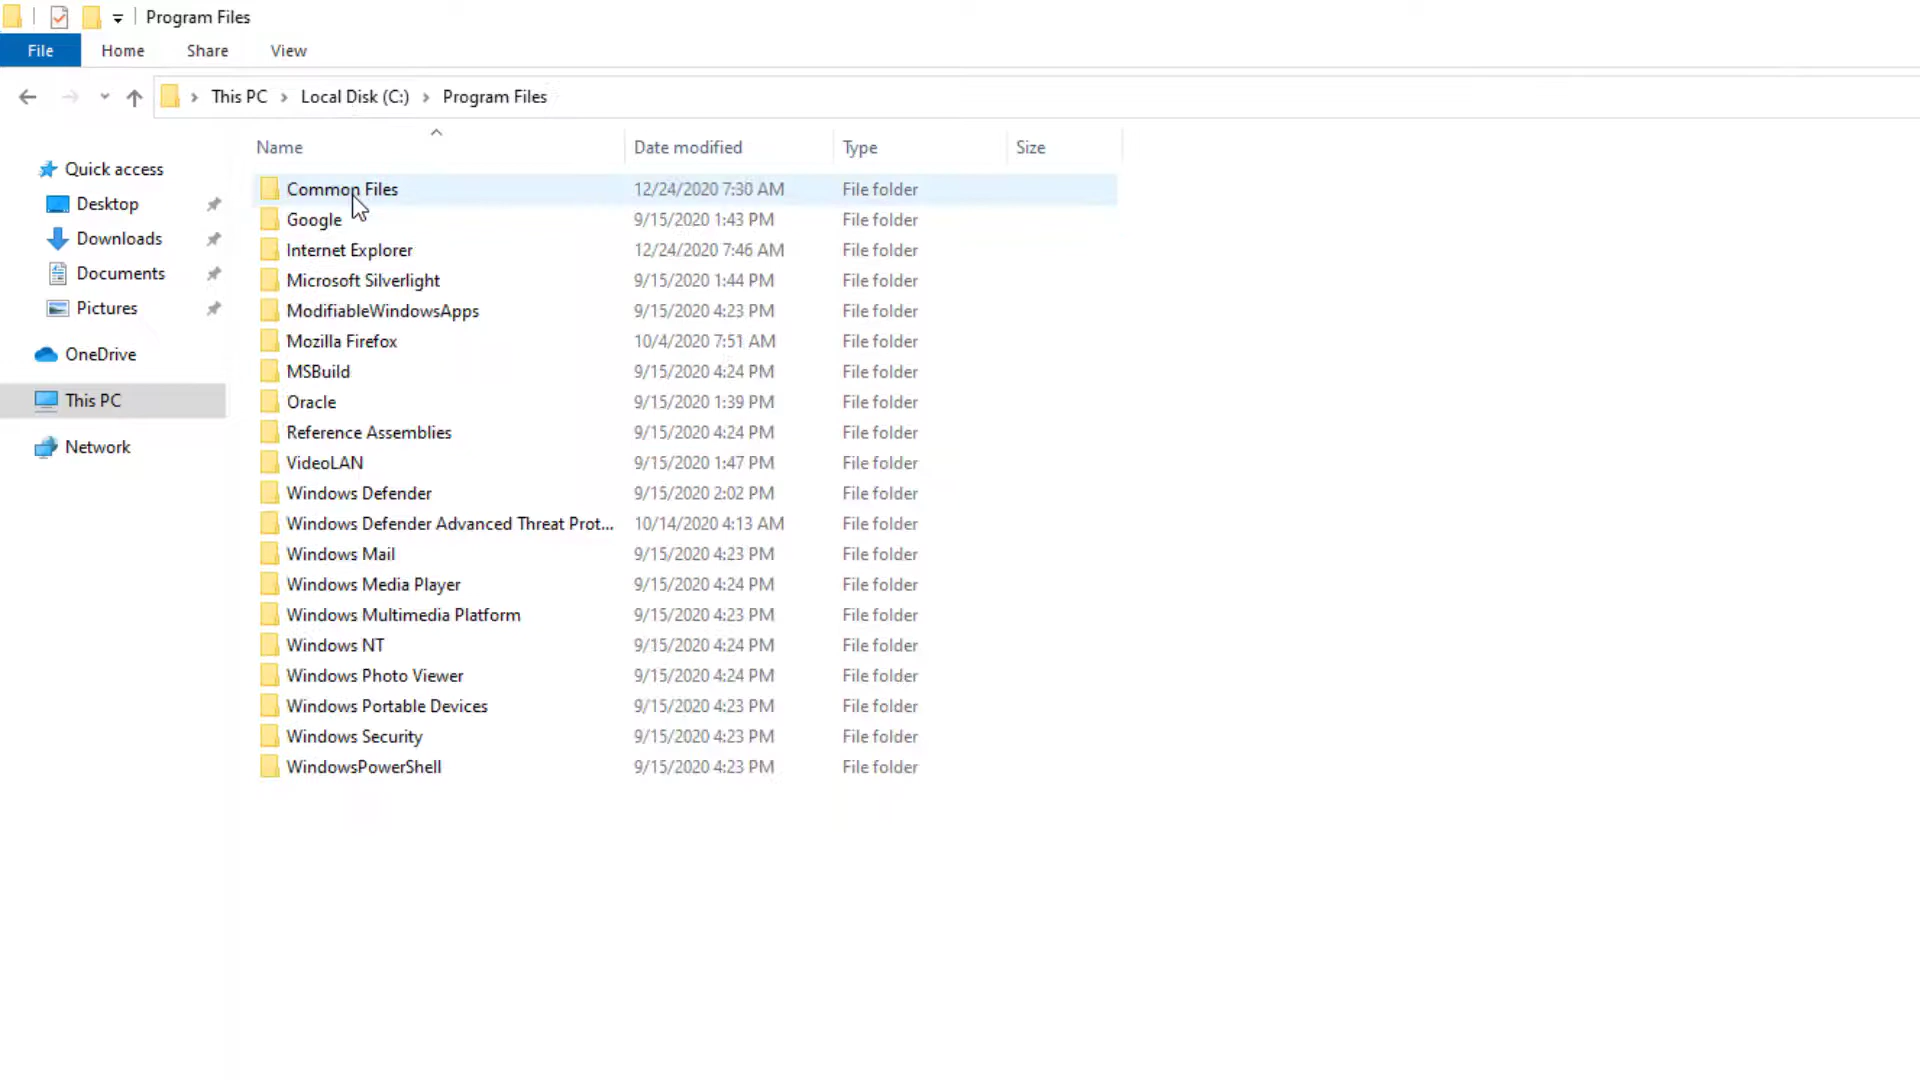 Program Files
File Home Share View
This PC Local Disk (C:) Program Files
Name Date modified Type Size
Quick access
Desktop
Downloads
Documents
Pictures
OneDrive
This PC
Network
Common Files 12/24/2020 7:30 AM File folder
Google 9/15/2020 1:43 PM File folder
Internet Explorer 12/24/2020 7:46 AM File folder
Microsoft Silverlight 9/15/2020 1:44 PM File folder
ModifiableWindowsApps 9/15/2020 4:23 PM File folder
Mozilla Firefox 10/4/2020 7:51 AM File folder
MSBuild 9/15/2020 4:24 PM File folder
Oracle 9/15/2020 1:39 PM File folder
Reference Assemblies 9/15/2020 4:24 PM File folder
VideoLAN 9/15/2020 1:47 PM File folder
Windows Defender 9/15/2020 2:02 PM File folder
Windows Defender Advanced Threat Prot... 10/14/2020 4:13 AM File folder
Windows Mail 9/15/2020 4:23 PM File folder
Windows Media Player 9/15/2020 4:24 PM File folder
Windows Multimedia Platform 9/15/2020 4:23 PM File folder
Windows NT 9/15/2020 4:24 PM File folder
Windows Photo Viewer 9/15/2020 4:24 PM File folder
Windows Portable Devices 9/15/2020 4:23 PM File folder
Windows Security 9/15/2020 4:23 PM File folder
WindowsPowerShell 9/15/2020 4:23 PM File folder